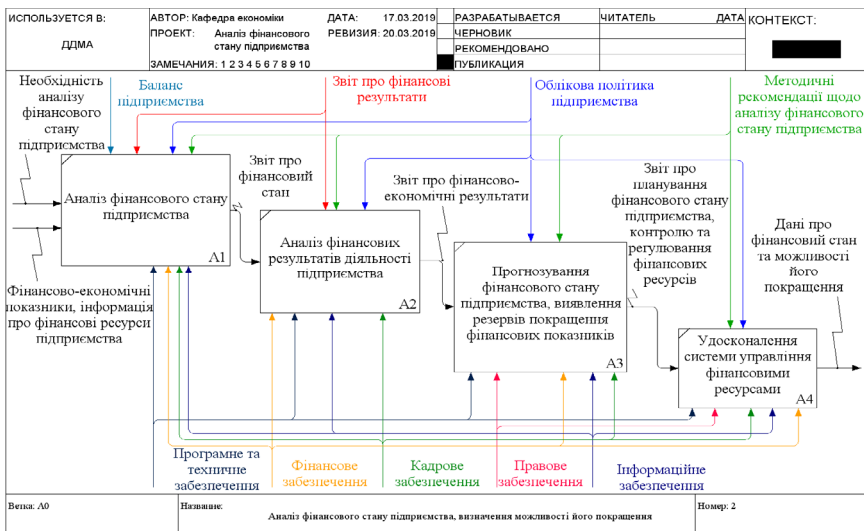 ИСПОЛЬЗУЕТСЯ В:
ДДМА
АВТОР: Кафедра економіки
ДАТА: 17.03.2019
ПРОЕКТ: Аналіз фінансового
стану підприємства
РЕВИЗИЯ: 20.03.2019
ЗАМЕЧАНИЯ: 1 2 3 4 5 6 7 8 9 10
РАЗРАБАТЫВАЕТСЯ
ЧЕРНОВИК
РЕКОМЕНДОВАНО
ПУБЛИКАЦИЯ
ЧИТАТЕЛЬ
ДАТА
КОНТЕКСТ:
Необхідність
аналізу
фінансового
стану
підприємства
Баланс
підприємства
Звіт про фінансові
результати
Облікова політика
підприємства
Методичні
рекомендації щодо
аналізу фінансового
стану підприємства
Аналіз фінансового стану
підприємства
А1
Звіт про
фінансовий
стан
Аналіз фінансових
результатів діяльності
підприємства
А2
Звіт про фінансово-
економічні результати
Прогнозування
фінансового стану
підприємства, виявлення
резервів покращення
фінансових показників
А3
Звіт про
планування
фінансового стану
підприємства,
контролю та
регулювання
фінансових
ресурсів
Удосконалення
системи управління
фінансовими
ресурсами
А4
Дані про
фінансовий стан
та можливості
його
покращення
Фінансово-економічні
показники, інформація
про фінансові ресурси
підприємства
Програмне та
технічне
забезпечення
Фінансове
забезпечення
Кадрове
забезпечення
Правове
забезпечення
Інформаційне
забезпечення
Ветка: А0
Название:
Аналіз фінансового стану підприємства, визначення можливості його покращення
Номер: 2